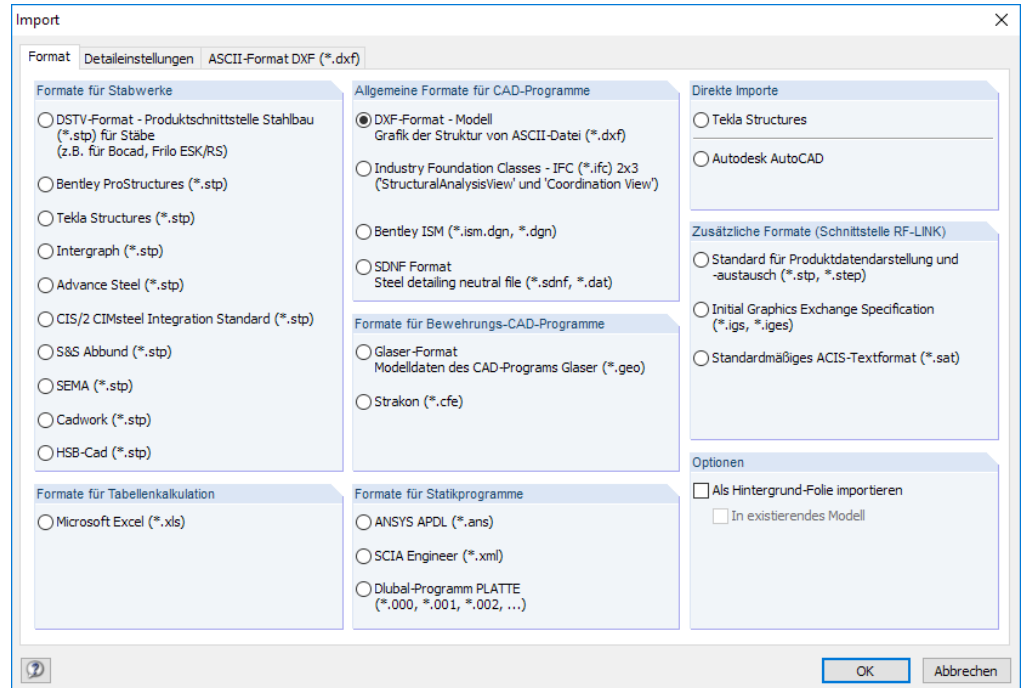 Import
Format
Detaileinstellungen
ASCII-Format DXF (*.dxf)
Formate für Stabwerke
DSTV-Format - Produktschnittstelle Stahlbau
(*.stp) für Stäbe
(z.B. für Bocad, Frilo ESK/RS)
Bentley ProStructures (*.stp)
Tekla Structures (*.stp)
Intergraph (*.stp)
Advance Steel (*.stp)
CIS/2 CIMsteel Integration Standard (*.stp)
S&S Abbund (*.stp)
SEMA (*.stp)
Cadwork (*.stp)
HSB-Cad (*.stp)
Formate für Tabellenkalkulation
Microsoft Excel (*.xls)
Allgemeine Formate für CAD-Programme
DXF-Format - Modell
Grafik der Struktur von ASCII-Datei (*.dxf)
Industry Foundation Classes - IFC (*.ifc) 2x3
('StructuralAnalysisView' und 'Coordination View')
Bentley ISM (*.ism.dgn, *.dgn)
SDNF Format
Steel detailing neutral file (*.sdnf, *.dat)
Formate für Bewehrungs-CAD-Programme
Glaser-Format
Modelldaten des CAD-Programs Glaser (*.geo)
Strakon (*.cfe)
Formate für Statikprogramme
ANSYS APDL (*.ans)
SCIA Engineer (*.xml)
Dlubal-Programm PLATTE
(*.000, *.001, *.002, ...)
Direkte Importe
Tekla Structures
Autodesk AutoCAD
Zusätzliche Formate (Schnittstelle RF-LINK)
Standard für Produktdatendarstellung und
-austausch (*.stp, *.step)
Initial Graphics Exchange Specification
(*.igs, *.iges)
Standardmäßiges ACIS-Textformat (*.sat)
Optionen
Als Hintergrund-Folie importieren
In existierendes Modell
OK
Abbrechen